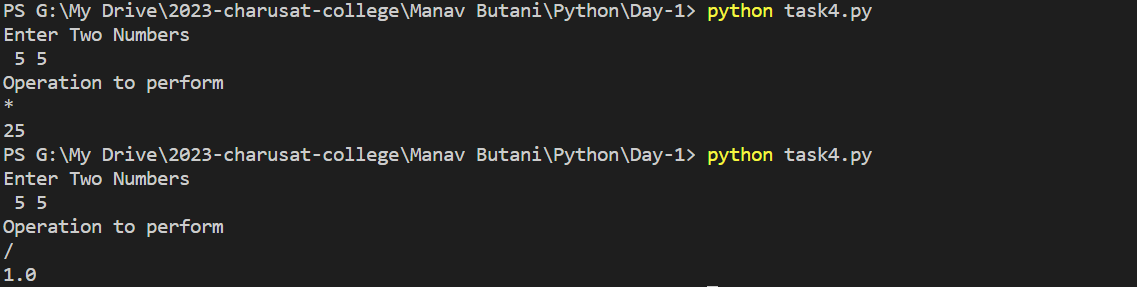 PS G:\My Drive\2023-charusat-college\Manav Butani\Python\Day-1> python task4.py
Enter Two Numbers
 5 5
Operation to perform
*
25
PS G:\My Drive\2023-charusat-college\Manav Butani\Python\Day-1> python task4.py
Enter Two Numbers
 5 5
Operation to perform
/
1.0